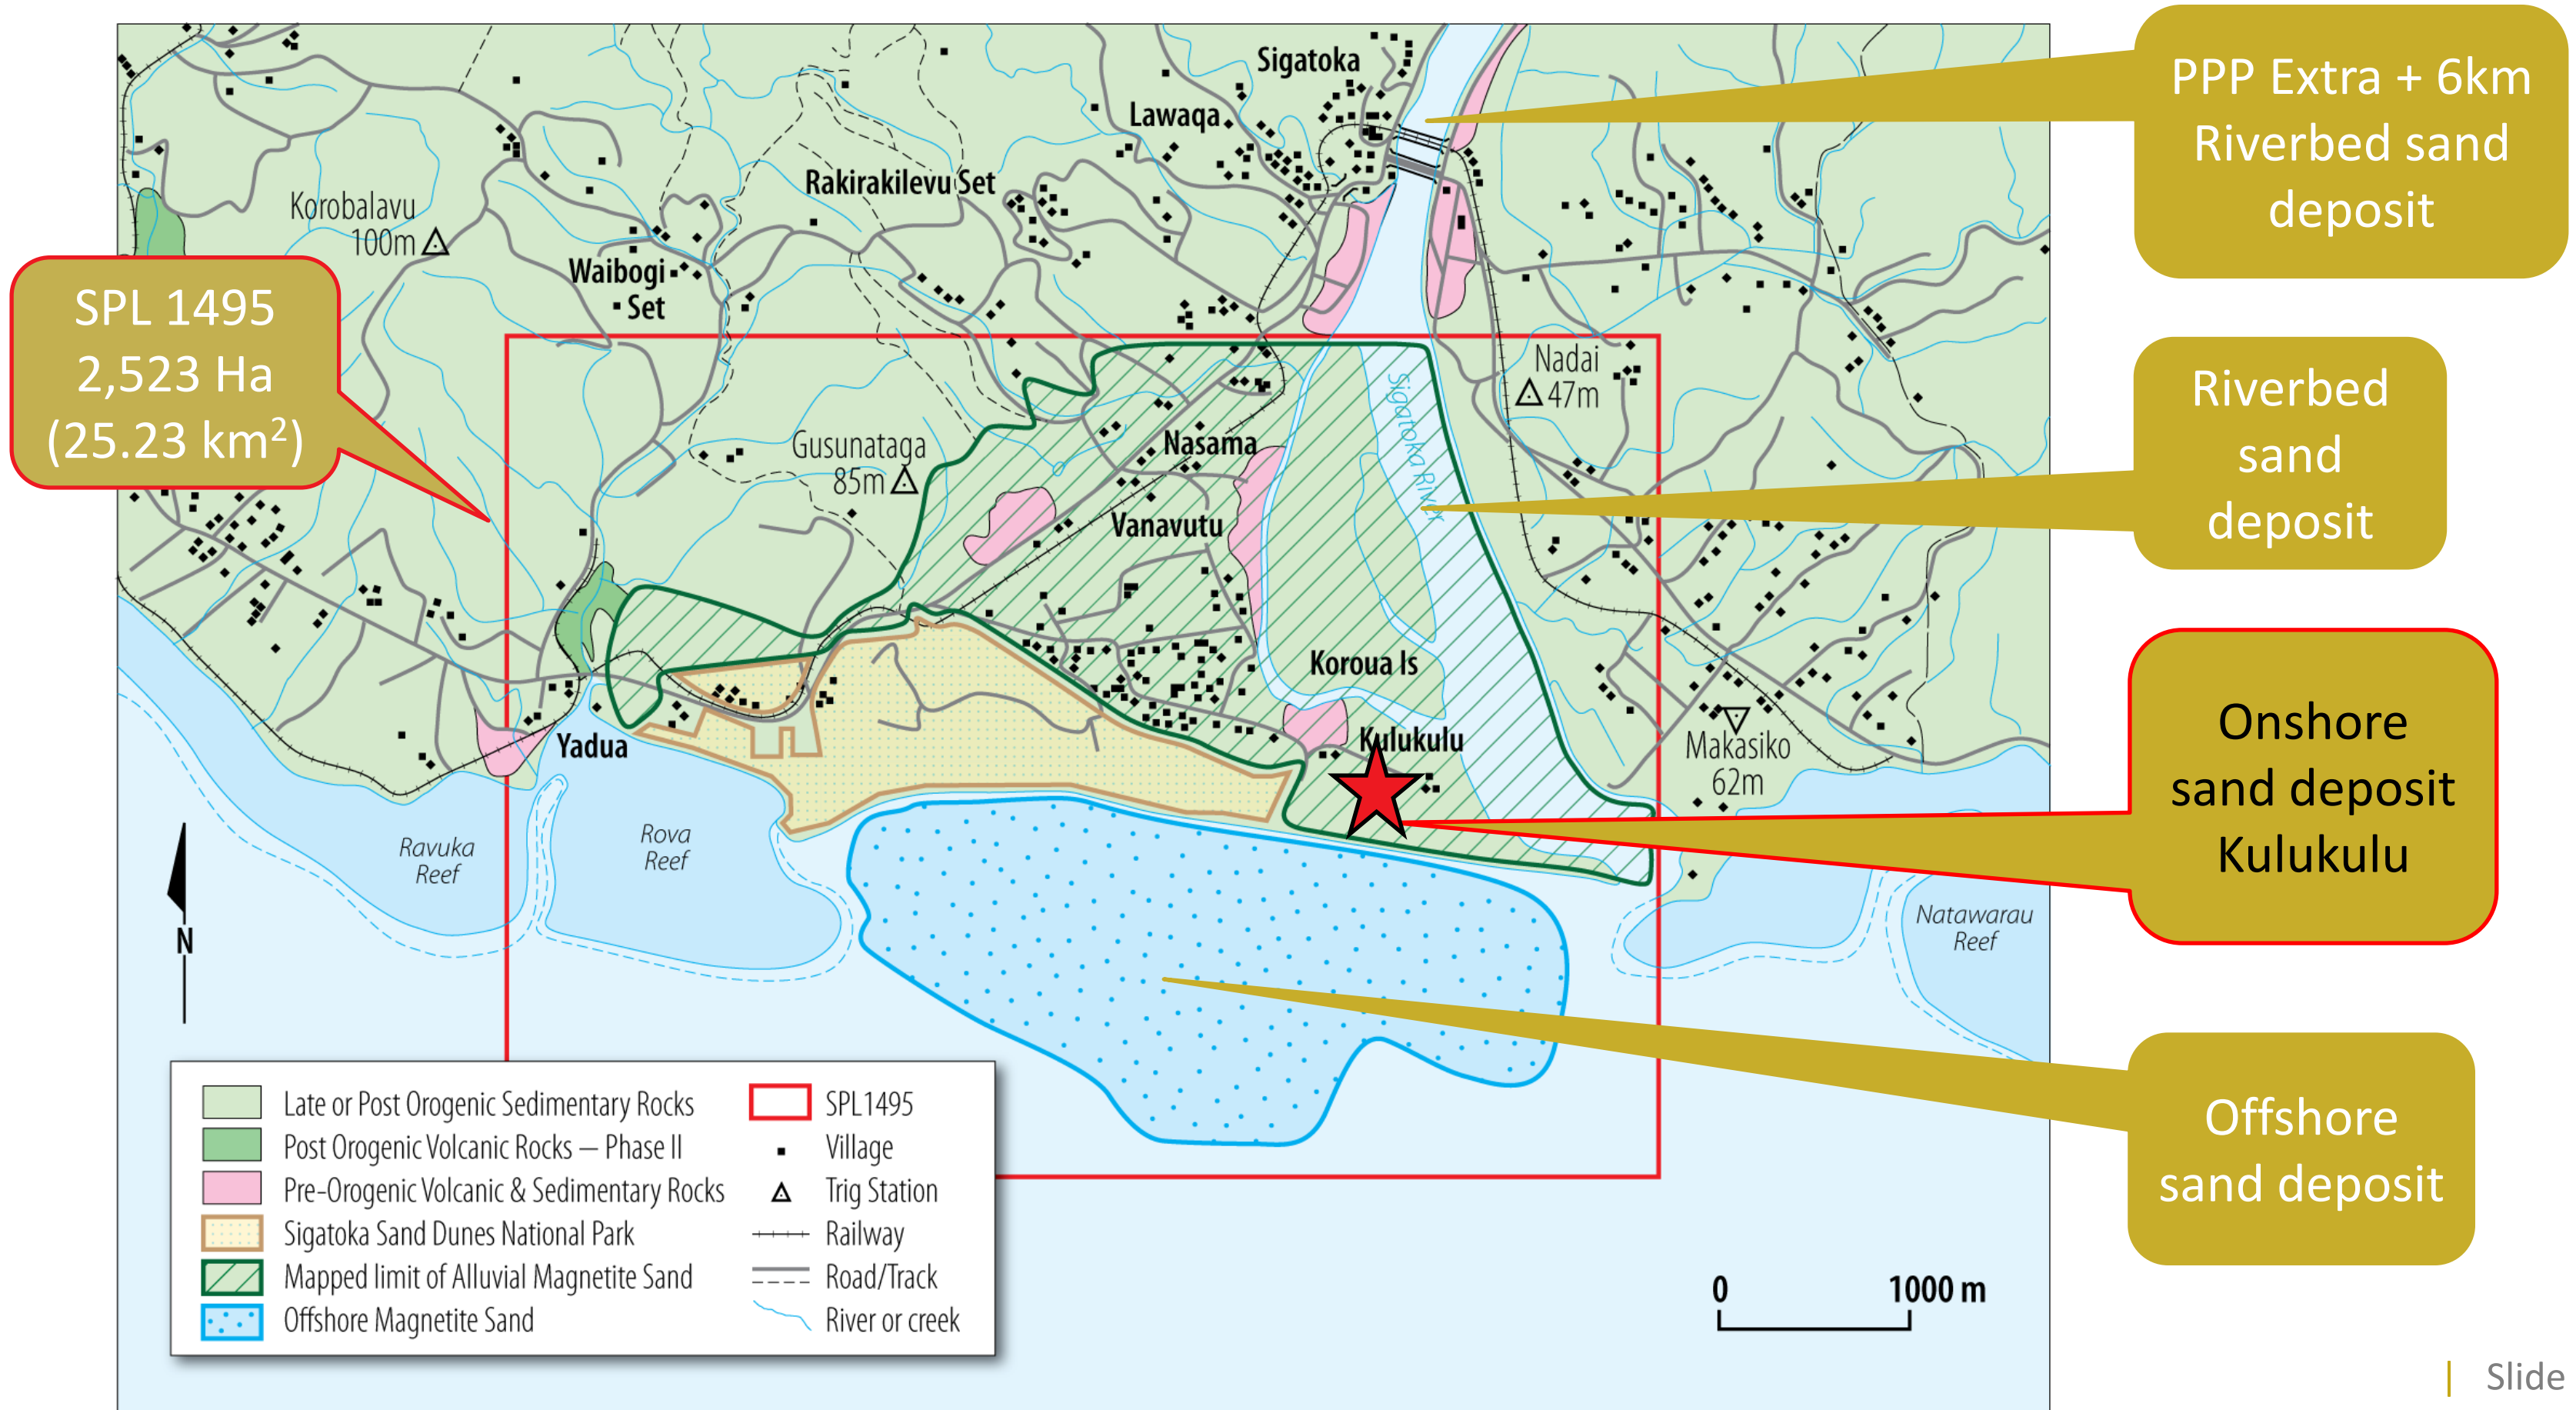 Sigatoka
Lawaqa
Rakirakilevu Set
Korobalavu
100m
Waibogi
Set
PPP Extra + 6km
Riverbed sand
deposit
SPL 1495
2,523 Ha
(25.23 km²)
Nadai
47m
Sigatoka River
Riverbed
sand
deposit
Gusunataga
85m
Nasama
Vanavutu
Koroua Is
Kulukulu
Yadua
Makasiko
62m
Onshore
sand deposit
Kulukulu
Ravuka
Reef
Rova
Reef
Natawarau
Reef
N
Offshore
sand deposit
Late or Post Orogenic Sedimentary Rocks
Post Orogenic Volcanic Rocks – Phase II
Pre-Orogenic Volcanic & Sedimentary Rocks
Sigatoka Sand Dunes National Park
Mapped limit of Alluvial Magnetite Sand
Offshore Magnetite Sand
SPL1495
Village
Trig Station
Railway
Road/Track
River or creek
0 1000 m
| Slide